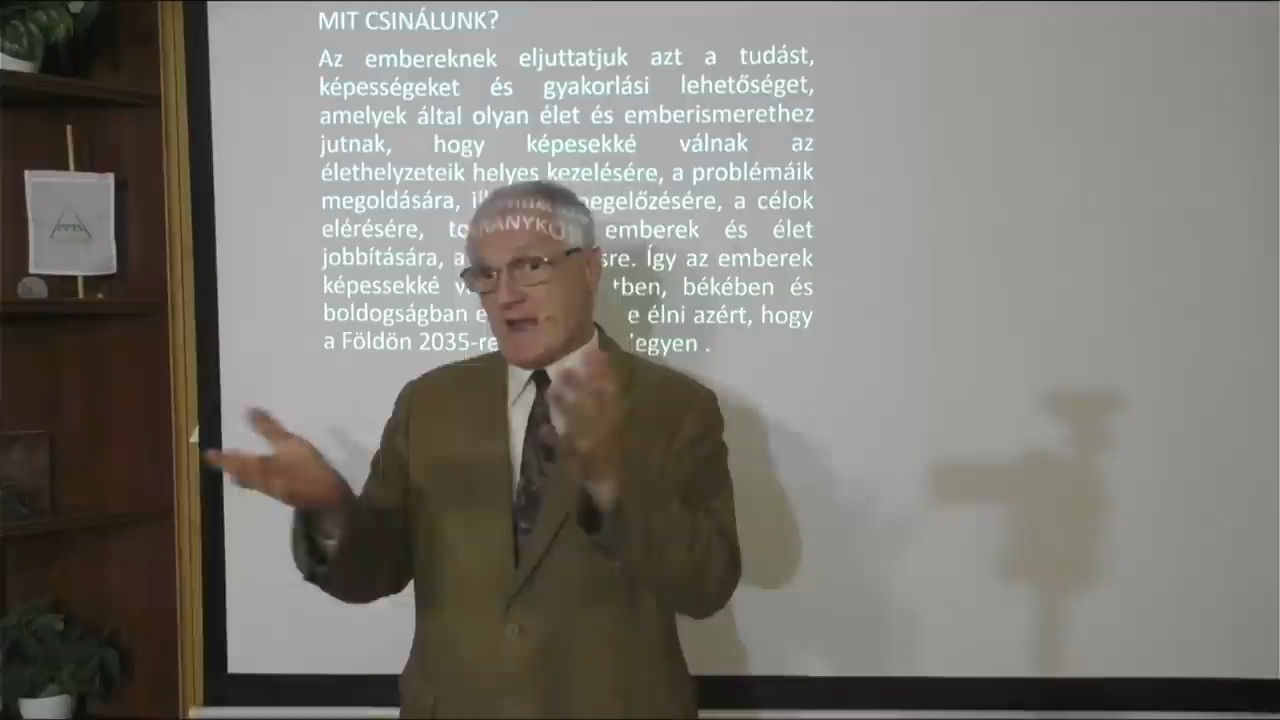 MIT CSINÁLUNK?
Az embereknek eljuttatjuk azt a tudást,
képességeket és gyakorlási lehetőséget,
amelyek által olyan élet és emberismerethez
jutnak, hogy képesekké válnak az
élethelyzeteik helyes kezelésére, a problémáik
megoldására, megelőzésére, a célok
elérésére, emberek és élet
jobbítására, Így az emberek
képessekké békében és
boldogságban élni azért, hogy
a Földön 2035-re legyen .